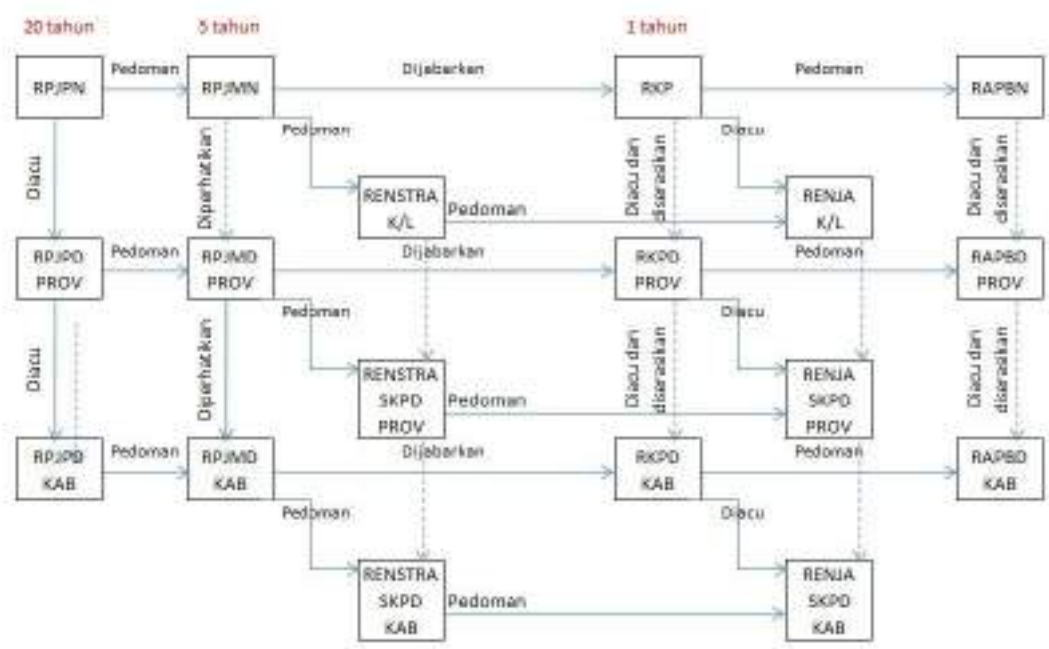 20 tahun
5 tahun
1 tahun
RPJPN
Pedoman
RPJMN
Dijabarkan
RKP
Pedoman
RAPBN
Diacu
Diperhatikan
Pedoman
Diacu dan
diserasikan
Diacu
Diacu dan
diserasikan
RENSTRA
K/L
Pedoman
RENJA
K/L
RPJPD
PROV
Pedoman
RPJMD
PROV
Dijabarkan
RKPD
PROV
Pedoman
RAPBD
PROV
Diacu
Diperhatikan
Pedoman
Diacu dan
diserasikan
Diacu
Diacu dan
diserasikan
RENSTRA
SKPD
PROV
Pedoman
RENJA
SKPD
PROV
RPJPD
KAB
Pedoman
RPJMD
KAB
Dijabarkan
RKPD
KAB
Pedoman
RAPBD
KAB
Pedoman
Diacu
RENSTRA
SKPD
KAB
Pedoman
RENJA
SKPD
KAB